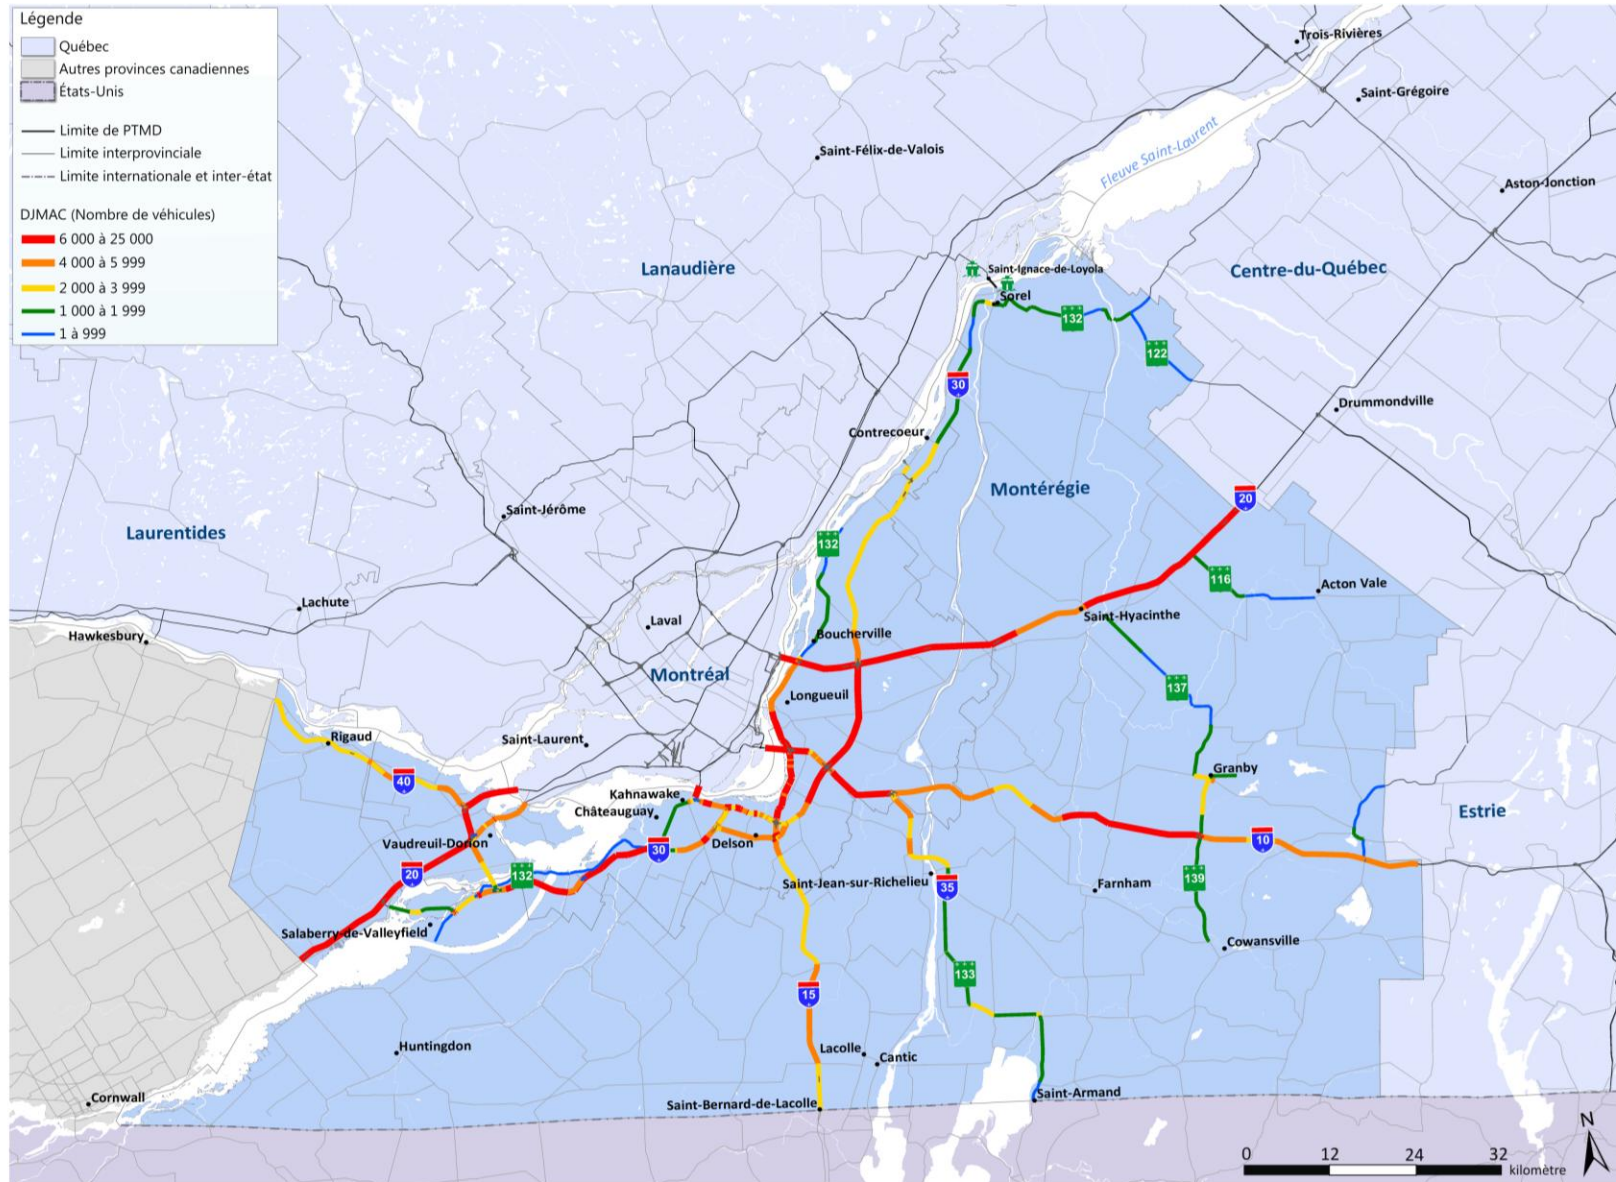 Légende
Québec
Autres provinces canadiennes
États-Unis
Limite de PTMD
Limite interprovinciale
Limite internationale et inter-état
DJMAC (Nombre de véhicules)
6 000 à 25 000
4 000 à 5 999
2 000 à 3 999
1 000 à 1 999
1 à 999
Trois-Rivières
Saint-Grégoire
Fleuve Saint-Laurent
Saint-Félix-de-Valois
Aston-Jonction
Lanaudière
Saint-Ignace-de-Loyola
Centre-du-Québec
Sorel
132
122
30
Drummondville
Contrecoeur
Montérégie
20
Saint-Jérôme
Laurentides
132
116
Acton Vale
Lachute
Saint-Hyacinthe
Hawkesbury
Laval
Boucherville
Montréal
137
Longueuil
Rigaud
Saint-Laurent
Granby
40
Kahnawake
Châteauguay
Estrie
Vaudreuil-Dorion
30
Delson
10
20
132
Saint-Jean-sur-Richelieu
35
Farnham
139
Salaberry-de-Valleyfield
Cowansville
133
15
Huntingdon
Lacolle
Cantic
Cornwall
Saint-Bernard-de-Lacolle
Saint-Armand
N
0 12 24 32
kilomètre